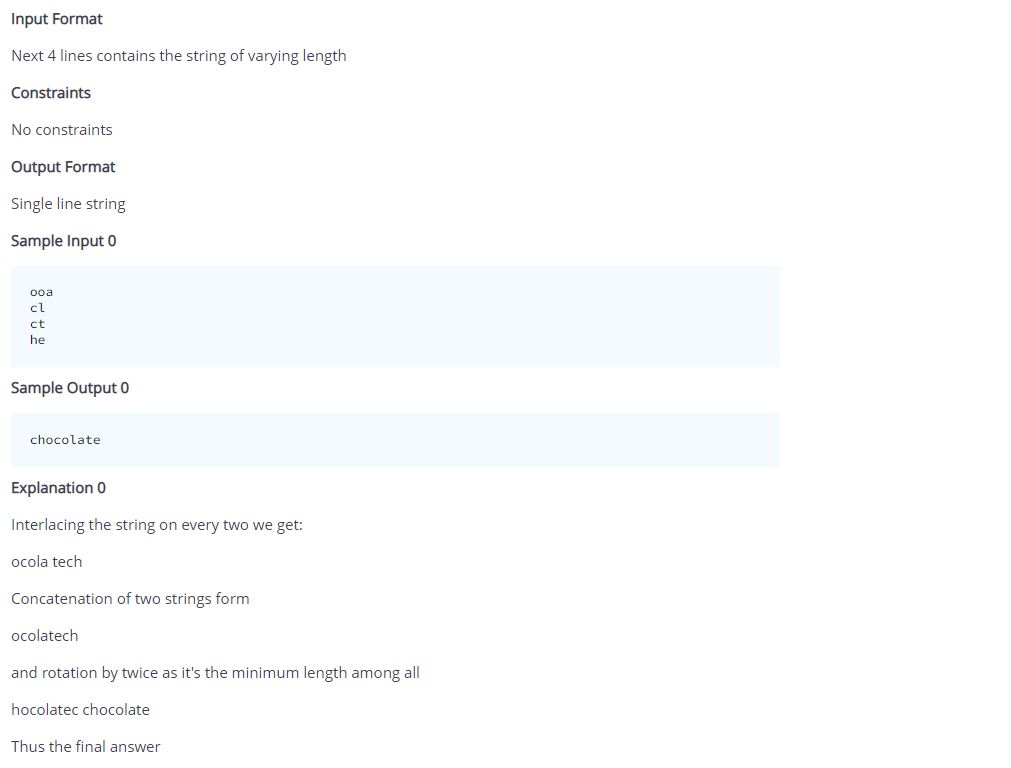 Input Format
Next 4 lines contains the string of varying length
Constraints
No constraints
Output Format
Single line string
Sample Input 0
ooa
cl
ct
he
Sample Output 0
chocolate
Explanation 0
Interlacing the string on every two we get:
ocola tech
Concatenation of two strings form
ocolatech
and rotation by twice as it's the minimum length among all
hocolatec chocolate
Thus the final answer